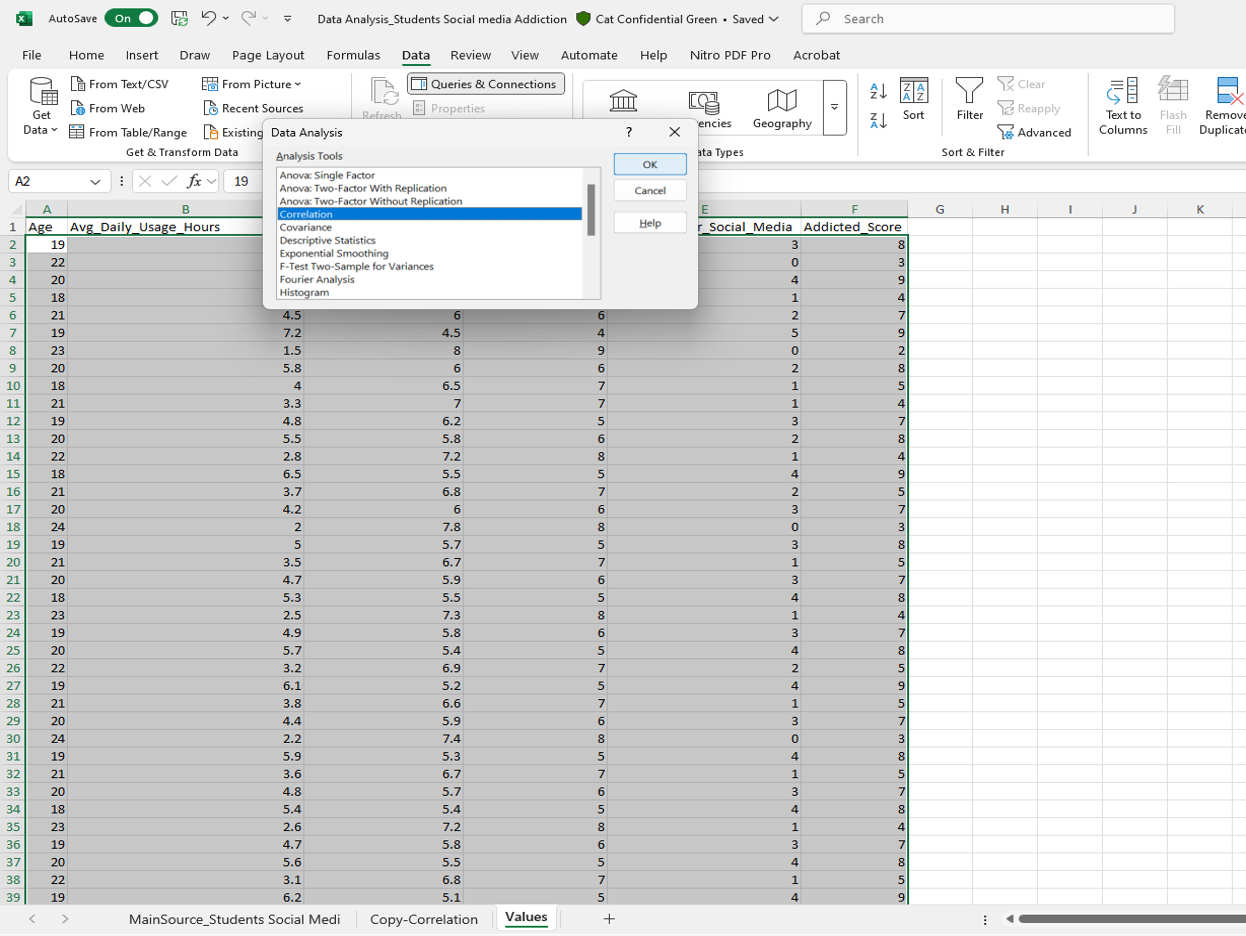 AutoSave On Data Analysis_Students Social media Addiction Cat Confidential Green • Saved Search
File Home Insert Draw Page Layout Formulas Data Review View Automate Help Nitro PDF Pro Acrobat
Get Data
From Text/CSV
From Web
From Table/Range
From Picture
Recent Sources
Existing
Get & Transform Data
Refresh
Queries & Connections
Properties
encies
Geography
ata Types
Sort
Filter
Clear
Reapply
Advanced
Sort & Filter
Text to
Columns
Flash
Fill
Remove
Duplicat
Data Analysis ?
Analysis Tools
Anova: Single Factor
Anova: Two-Factor With Replication
Anova: Two-Factor Without Replication
Correlation
Covariance
Descriptive Statistics
Exponential Smoothing
F-Test Two-Sample for Variances
Fourier Analysis
Histogram
OK
Cancel
Help
A2 fx 19
A B E F G H I J K
1 Age Avg_Daily_Usage_Hours r_Social_Media Addicted_Score
2 19 3 8
3 22 0 3
4 20 4 9
5 18 1 4
6 21 4.5 6 6 2 7
7 19 7.2 4.5 4 5 9
8 23 1.5 8 9 0 2
9 20 5.8 6 6 2 8
10 18 4 6.5 7 1 5
11 21 3.3 7 7 1 4
12 19 4.8 6.2 5 3 7
13 20 5.5 5.8 6 2 8
14 22 2.8 7.2 8 1 4
15 18 6.5 5.5 5 4 9
16 21 3.7 6.8 7 2 5
17 20 4.2 6 6 3 7
18 24 2 7.8 8 0 3
19 19 5 5.7 5 3 8
20 21 3.5 6.7 7 1 5
21 20 4.7 5.9 6 3 7
22 18 5.3 5.5 5 4 8
23 23 2.5 7.3 8 1 4
24 19 4.9 5.8 6 3 7
25 20 5.7 5.4 5 4 8
26 22 3.2 6.9 7 2 5
27 19 6.1 5.2 5 4 9
28 21 3.8 6.6 7 1 5
29 20 4.4 5.9 6 3 7
30 24 2.2 7.4 8 0 3
31 19 5.9 5.3 5 4 8
32 21 3.6 6.7 7 1 5
33 20 4.8 5.7 6 3 7
34 18 5.4 5.4 5 4 8
35 23 2.6 7.2 8 1 4
36 19 4.7 5.8 6 3 7
37 20 5.6 5.5 5 4 8
38 22 3.1 6.8 7 1 5
39 19 6.2 5.1 5 4 9
MainSource_Students Social Medi Copy-Correlation Values +